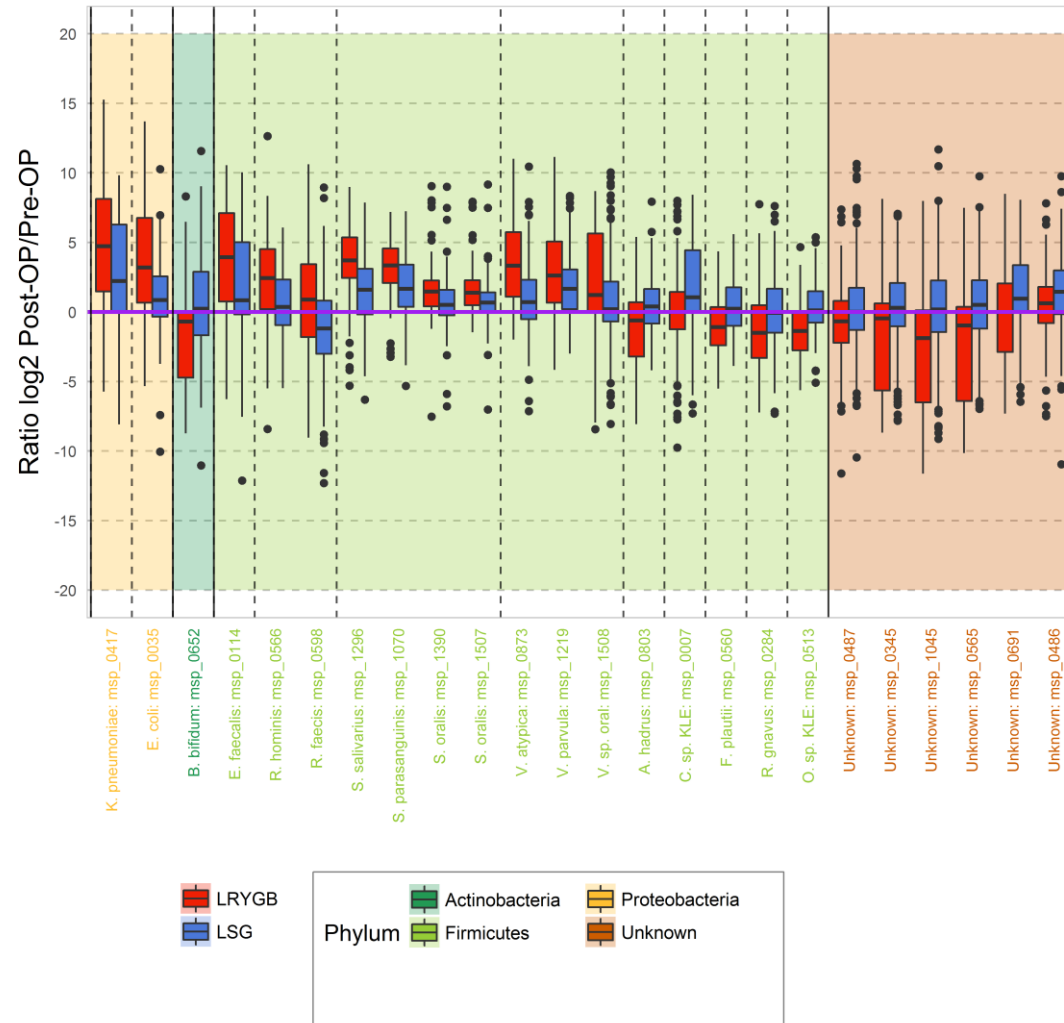 Ratio log2 Post-OP/Pre-OP
20
15
10
5
0
-5
-10
-15
-20
K. pneumoniae: msp_0417
E. coli: msp_0035
B. bifidum: msp_0652
E. faecalis: msp_0114
R. hominis: msp_0566
R. faecis: msp_0598
S. salivarius: msp_1296
S. parasanguinis: msp_1070
S. oralis: msp_1390
S. oralis: msp_1507
V. atypica: msp_0873
V. parvula: msp_1219
V. sp. oral: msp_1508
A. hadrus: msp_0803
C. sp. KLE: msp_0007
F. plautii: msp_0560
R. gnavus: msp_0284
O. sp. KLE: msp_0513
Unknown: msp_0487
Unknown: msp_0345
Unknown: msp_1045
Unknown: msp_0565
Unknown: msp_0691
Unknown: msp_0486
LRYGB
LSG
Phylum
Actinobacteria
Firmicutes
Proteobacteria
Unknown